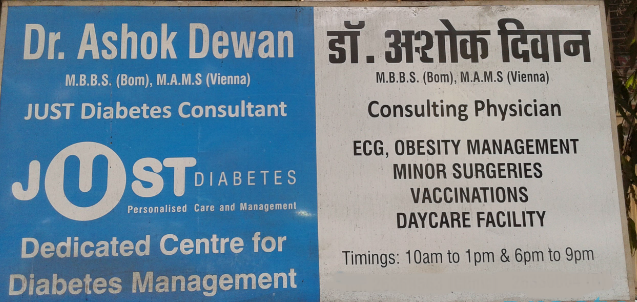 Dr. Ashok Dewan
M.B.B.S. (Bom), M.A.M.S (Vienna)
JUST Diabetes Consultant
JUST DIABETES
Personalised Care and Management
Dedicated Centre for
Diabetes Management
डॉ. अशोक दिवान
M.B.B.S. (Bom), M.A.M.S (Vienna)
Consulting Physician
ECG, OBESITY MANAGEMENT
MINOR SURGERIES
VACCINATIONS
DAYCARE FACILITY
Timings: 10am to 1pm & 6pm to 9pm